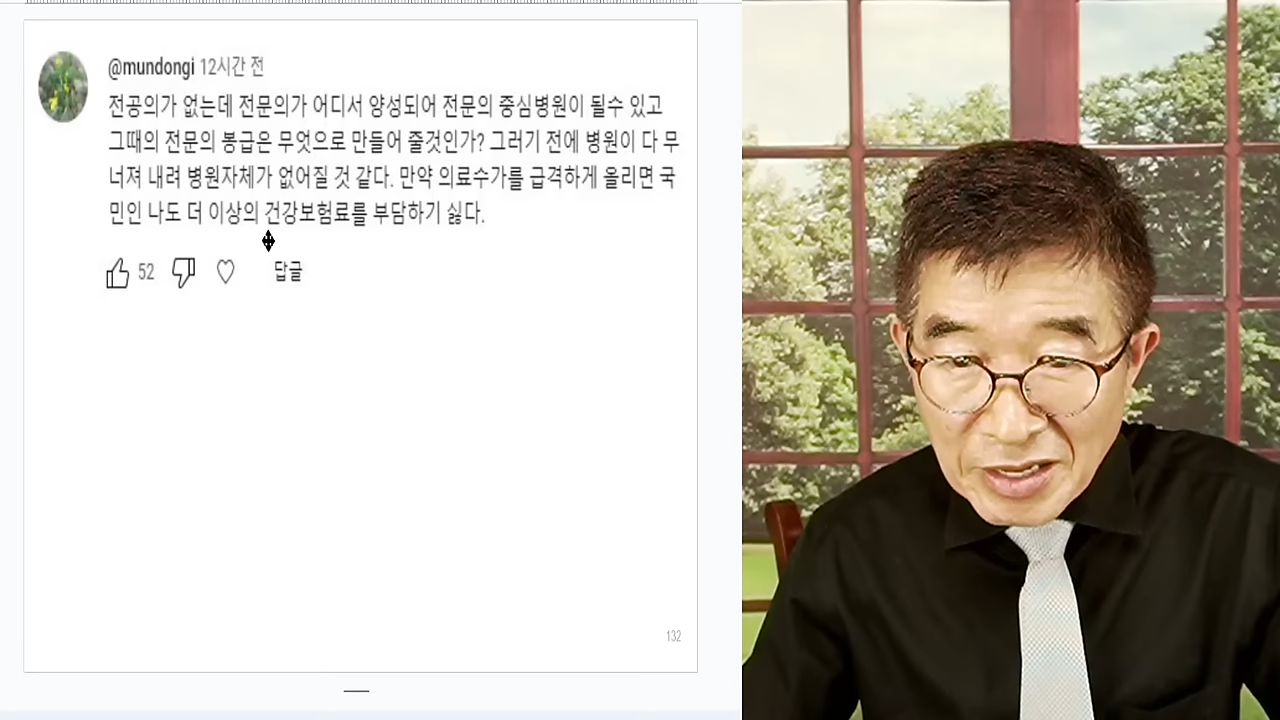 @mundongi 12시간 전
전공의가 없는데 전문의가 어디서 양성되어 전문의 중심병원이 될수 있고
그때의 전문의 봉급은 무엇으로 만들어 줄것인가? 그러기 전에 병원이 다 무
너져 내려 병원자체가 없어질 것 같다. 만약 의료수가를 급격하게 올리면 국
민인 나도 더 이상의 건강보험료를 부담하기 싫다.
52 답글
132